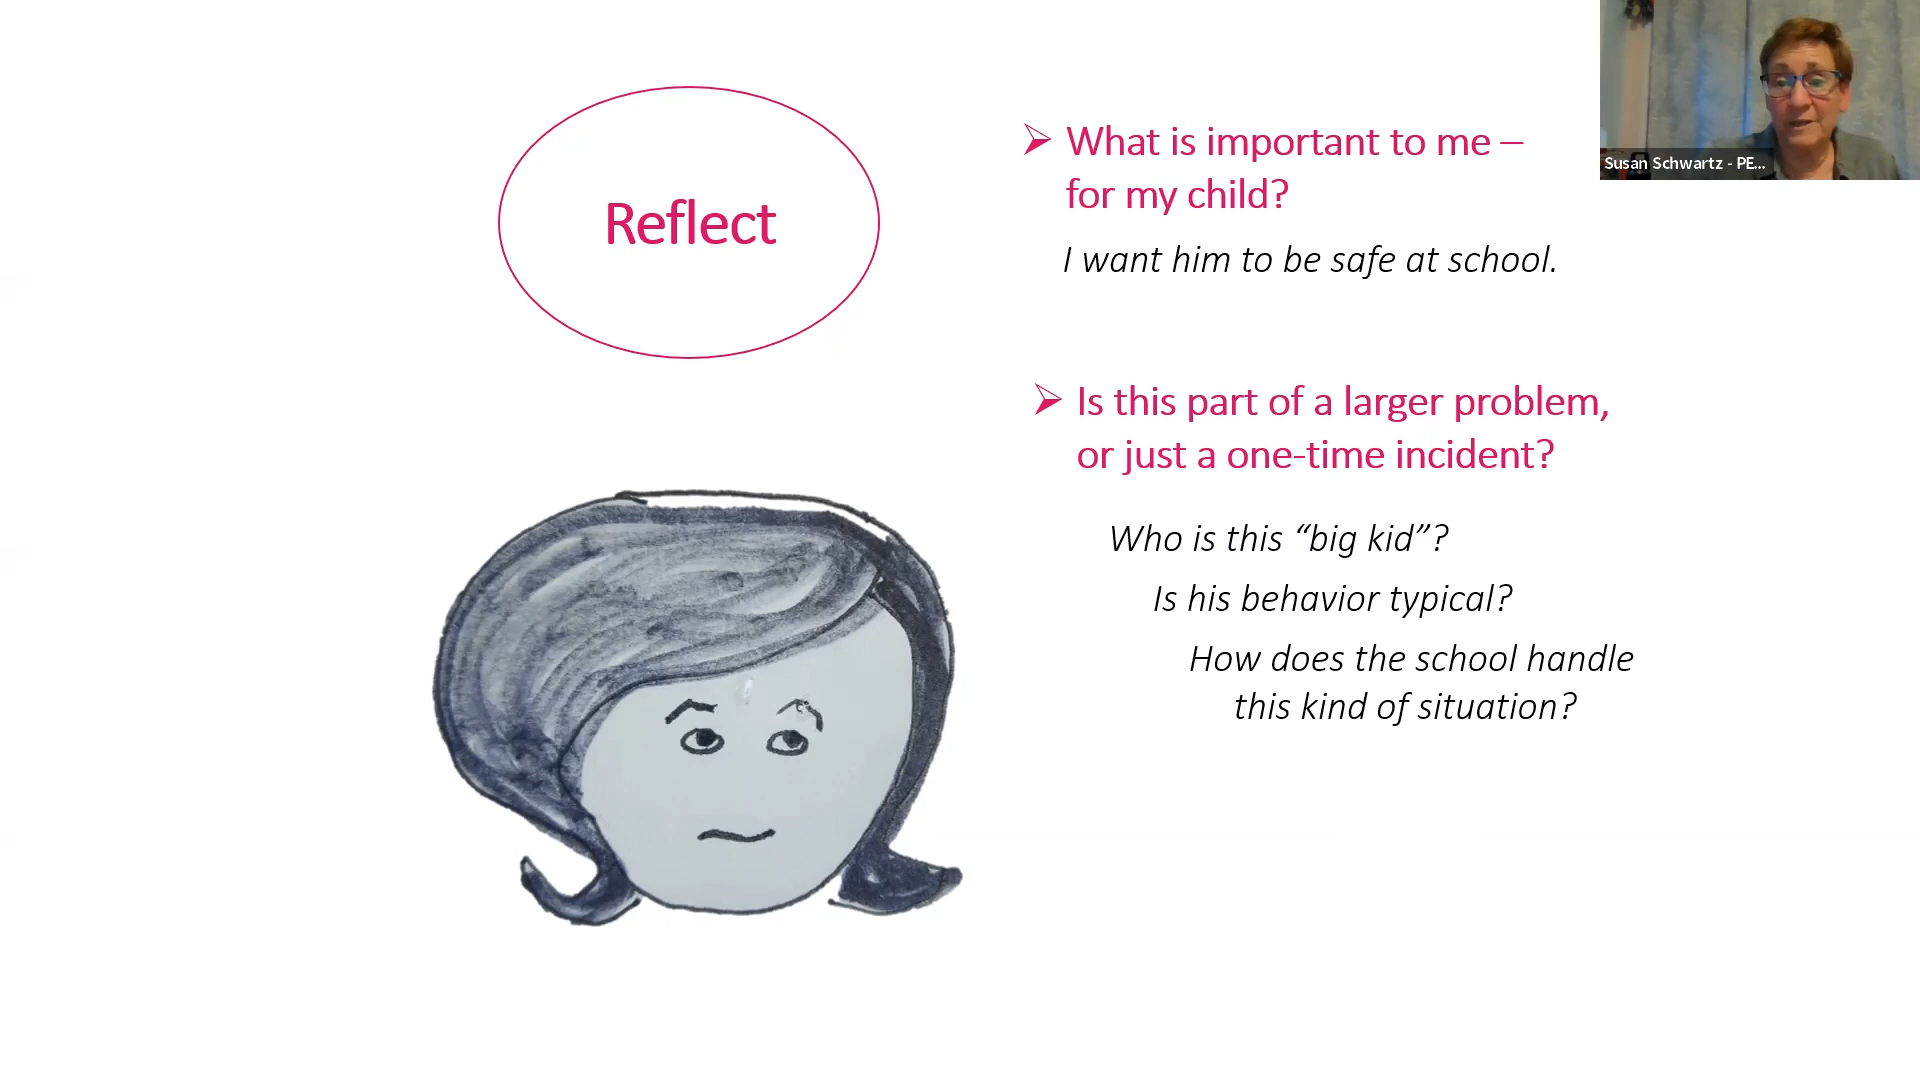 Reflect
What is important to me –
for my child?
I want him to be safe at school.
Is this part of a larger problem,
or just a one-time incident?
Who is this “big kid”?
Is his behavior typical?
How does the school handle
this kind of situation?
Susan Schwartz - PE...